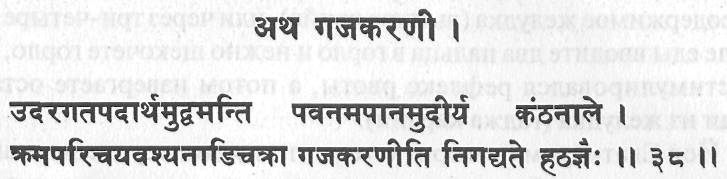 अथ गजकरणी ।
उदरगतपदार्थमुद्वमन्ति पवनमपानमुदीर्य कंठनाले ।
क्रमपरिचयवश्यनाडिचक्रा गजकरणीति निगद्यते हठज्ञैः ।। ३८ ।।